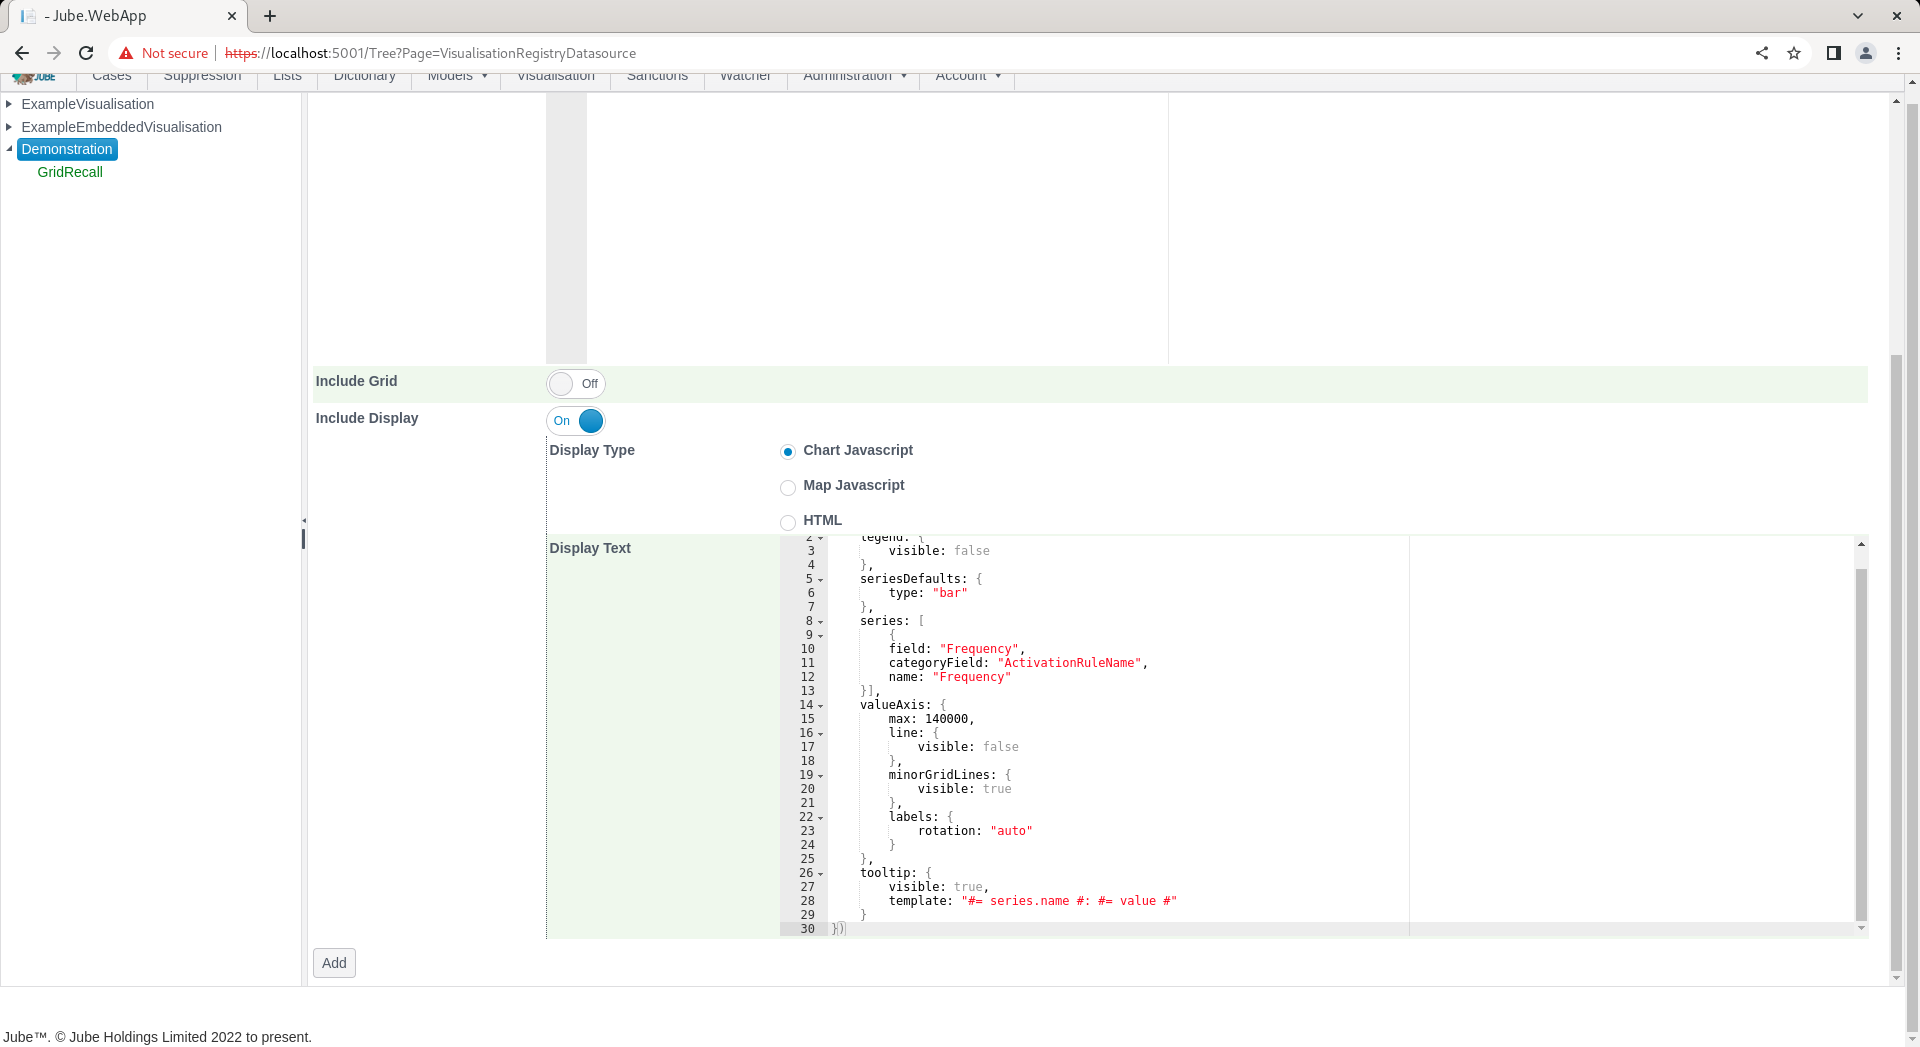 - Jube.WebApp
Not secure
https://localhost:5001/Tree?Page=VisualisationRegistryDatasource
JUBE
Cases
Suppression
Lists
Dictionary
Models
Visualisation
Sanctions
Watcher
Administration
Account
ExampleVisualisation
ExampleEmbeddedVisualisation
Demonstration
GridRecall
Include Grid
Off
Include Display
On
Display Type
Chart Javascript
Map Javascript
HTML
Display Text
2 legend: {
3 visible: false
4 },
5 seriesDefaults: {
6 type: "bar"
7 },
8 series: [
9 {
10 field: "Frequency",
11 categoryField: "ActivationRuleName",
12 name: "Frequency"
13 }],
14 valueAxis: {
15 max: 140000,
16 line: {
17 visible: false
18 },
19 minorGridLines: {
20 visible: true
21 },
22 labels: {
23 rotation: "auto"
24 }
25 },
26 tooltip: {
27 visible: true,
28 template: "#= series.name #: #= value #"
29 }
30 })
Add
Jube™. © Jube Holdings Limited 2022 to present.